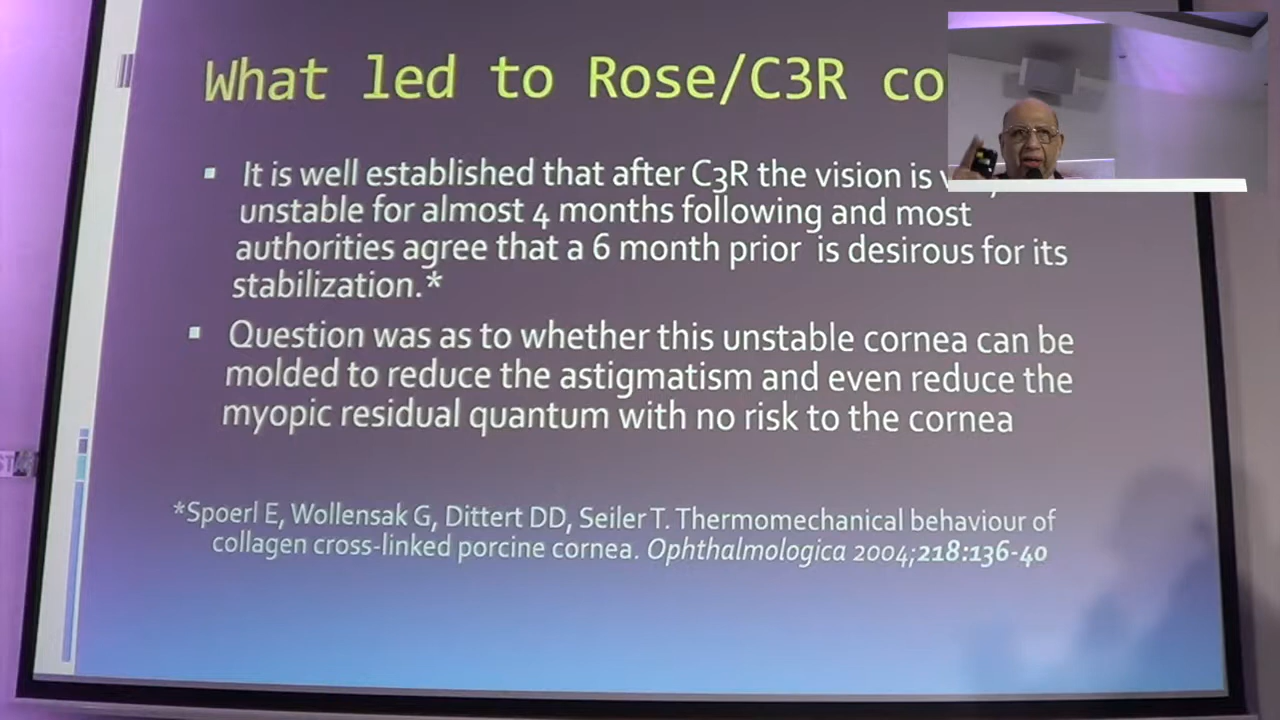 What led to Rose/C3R co
It is well established that after C3R the vision is
unstable for almost 4 months following and most
authorities agree that a 6 month prior is desirous for its
stabilization.*
Question was as to whether this unstable cornea can be
molded to reduce the astigmatism and even reduce the
myopic residual quantum with no risk to the cornea
*Spoerl E, Wollensak G, Dittert DD, Seiler T. Thermomechanical behaviour of
collagen cross-linked porcine cornea. Ophthalmologica 2004;218:136-40